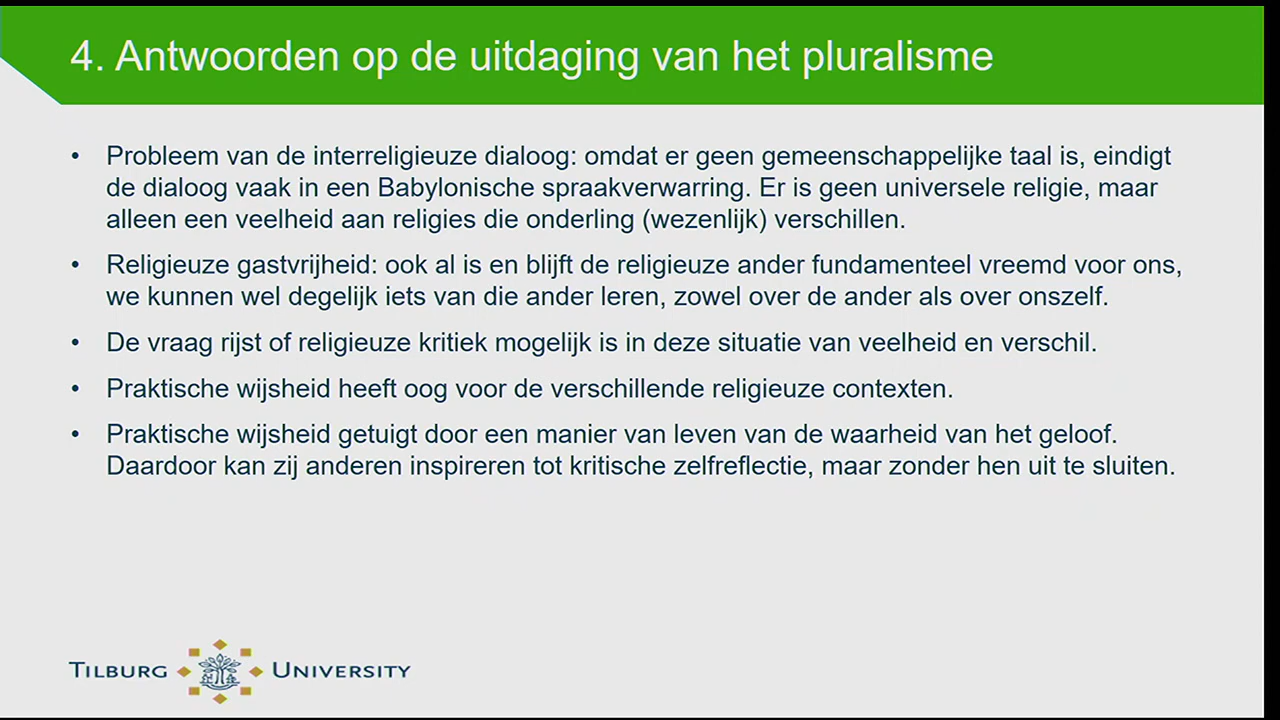 4. Antwoorden op de uitdaging van het pluralisme
• Probleem van de interreligieuze dialoog: omdat er geen gemeenschappelijke taal is, eindigt
de dialoog vaak in een Babylonische spraakverwarring. Er is geen universele religie, maar
alleen een veelheid aan religies die onderling (wezenlijk) verschillen.
• Religieuze gastvrijheid: ook al is en blijft de religieuze ander fundamenteel vreemd voor ons,
we kunnen wel degelijk iets van die ander leren, zowel over de ander als over onszelf.
• De vraag rijst of religieuze kritiek mogelijk is in deze situatie van veelheid en verschil.
• Praktische wijsheid heeft oog voor de verschillende religieuze contexten.
• Praktische wijsheid getuigt door een manier van leven van de waarheid van het geloof.
Daardoor kan zij anderen inspireren tot kritische zelfreflectie, maar zonder hen uit te sluiten.
TILBURG UNIVERSITY